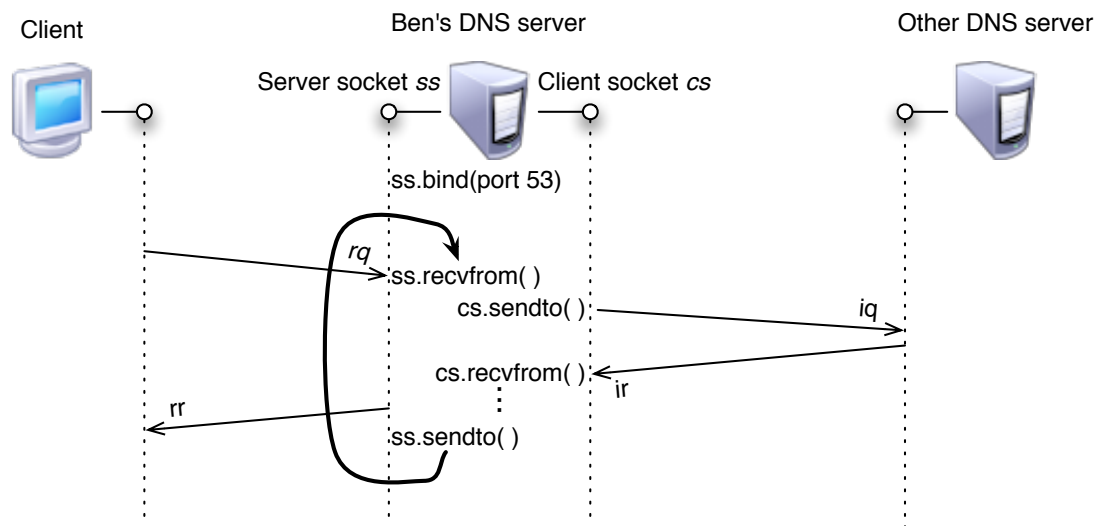 Client
Ben's DNS server
Other DNS server
Server socket ss
Client socket cs
ss.bind(port 53)
rq
ss.recvfrom( )
cs.sendto( )
iq
cs.recvfrom( )
ir
rr
ss.sendto( )